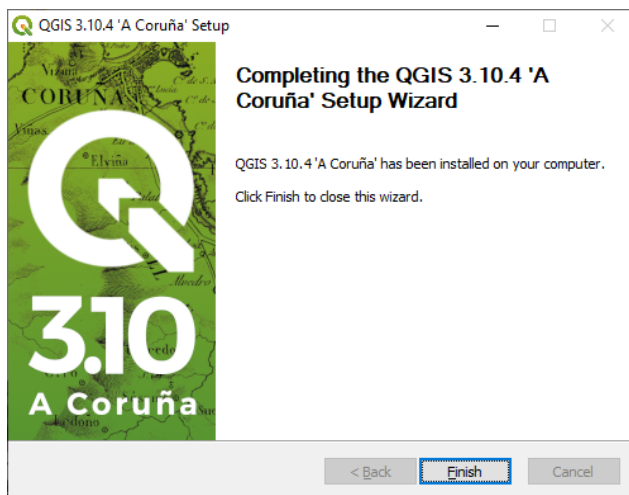 QGIS 3.10.4 'A Coruña' Setup
CORUÑA
Elviña
3.10
A Coruña
Completing the QGIS 3.10.4 'A
Coruña' Setup Wizard
QGIS 3.10.4 'A Coruña' has been installed on your computer.
Click Finish to close this wizard.
< Back
Finish
Cancel